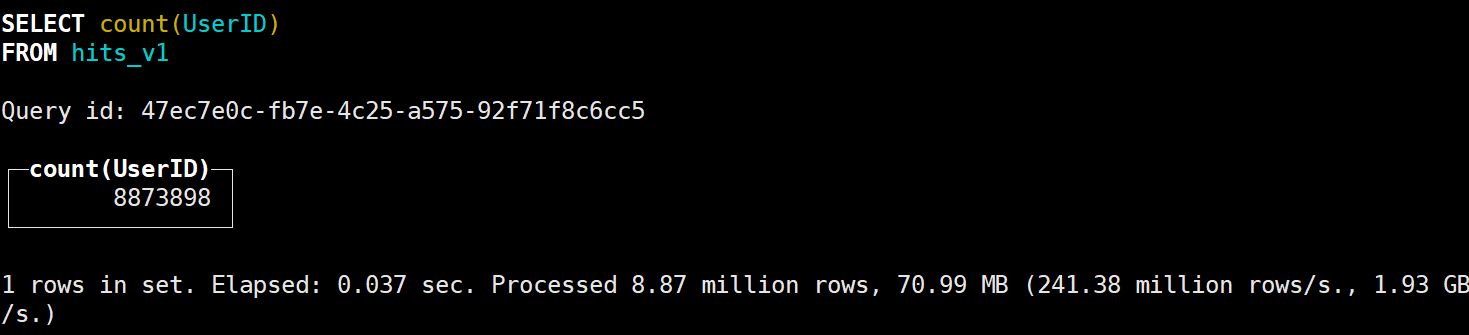 SELECT count(UserID)
FROM hits_v1
Query id: 47ec7e0c-fb7e-4c25-a575-92f71f8c6cc5
count(UserID)
8873898
1 rows in set. Elapsed: 0.037 sec. Processed 8.87 million rows, 70.99 MB (241.38 million rows/s., 1.93 GB
/s.)